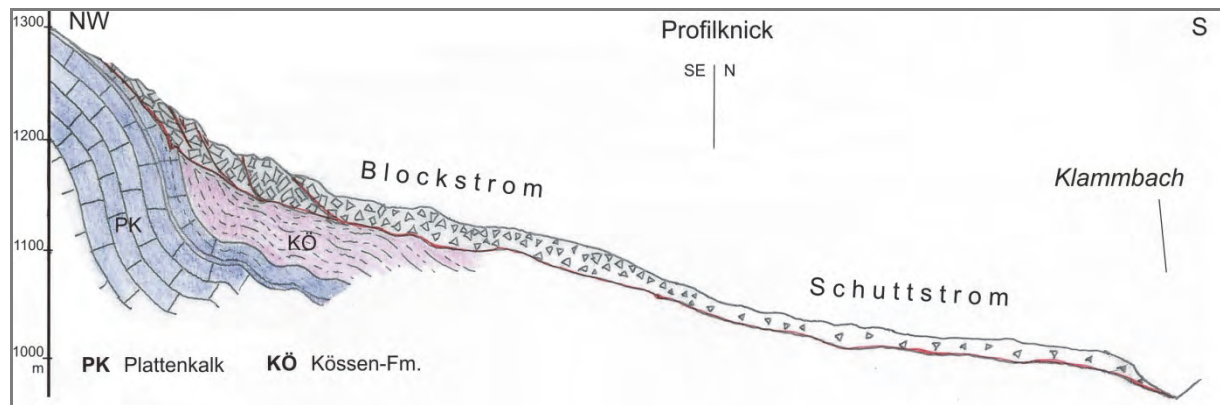 1300
NW
Profilknick
S
SE | N
1200
Blockstrom
Klammbach
PK
KÖ
1100
Schuttstrom
1000
m
PK Plattenkalk KÖ Kössen-Fm.